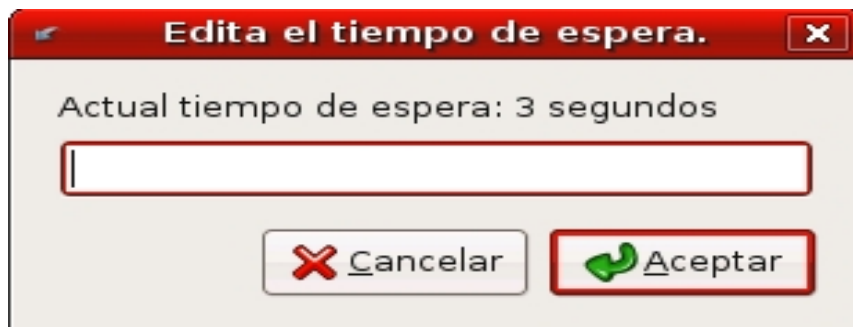 Edita el tiempo de espera.
Actual tiempo de espera: 3 segundos
Cancelar
Aceptar